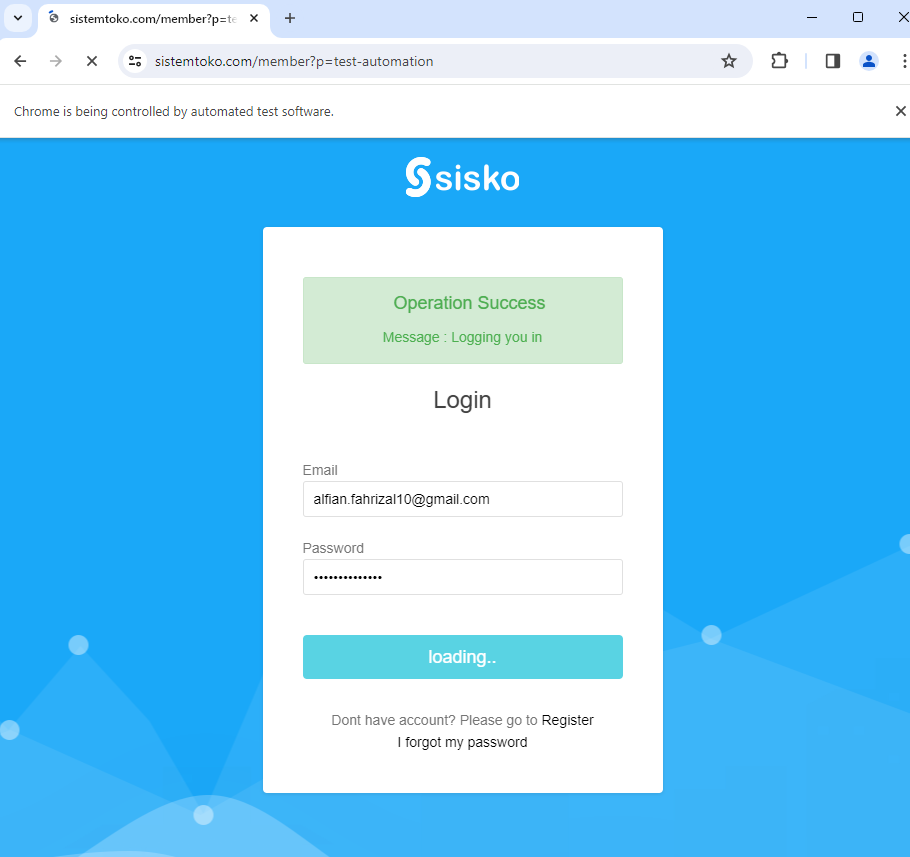 sistemtoko.com/member?p=te
sistemtoko.com/member?p=test-automation
Chrome is being controlled by automated test software.
sisko
Operation Success
Message : Logging you in
Login
Email
alfian.fahrizal10@gmail.com
Password
••••••••••••••
loading..
Dont have account? Please go to Register
I forgot my password